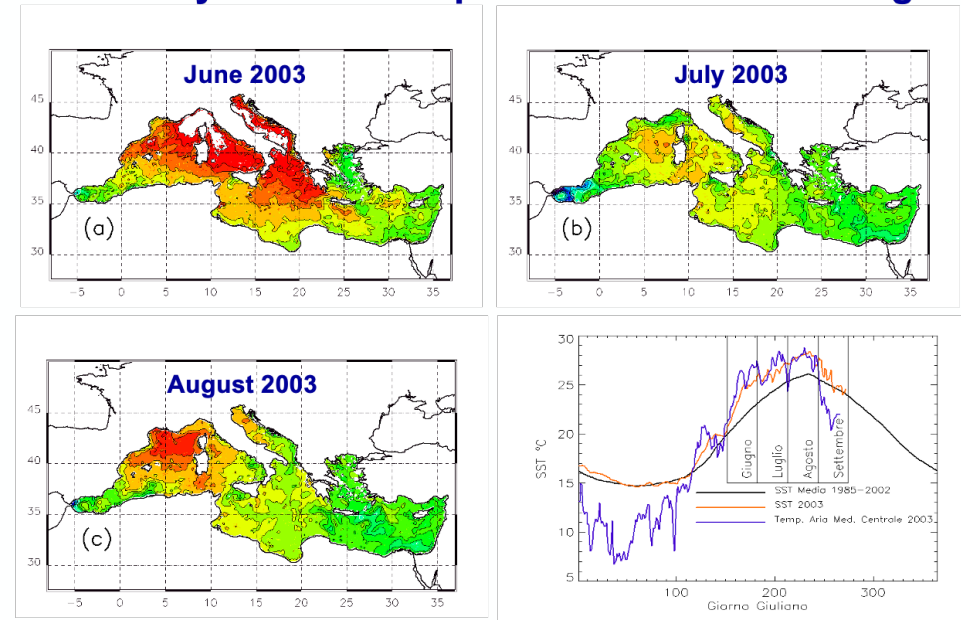 June 2003
45
40
35
30
(a)
−5 0 5 10 15 20 25 30 35
July 2003
45
40
35
30
(b)
−5 0 5 10 15 20 25 30 35
August 2003
45
40
35
30
(c)
−5 0 5 10 15 20 25 30 35
30
25
20
15
10
5
SST °C
Giugno
Luglio
Agosto
Settembre
SST Media 1985−2002
SST 2003
Temp. Aria Med. Centrale 2003
100 200 300
Giorno Giuliano